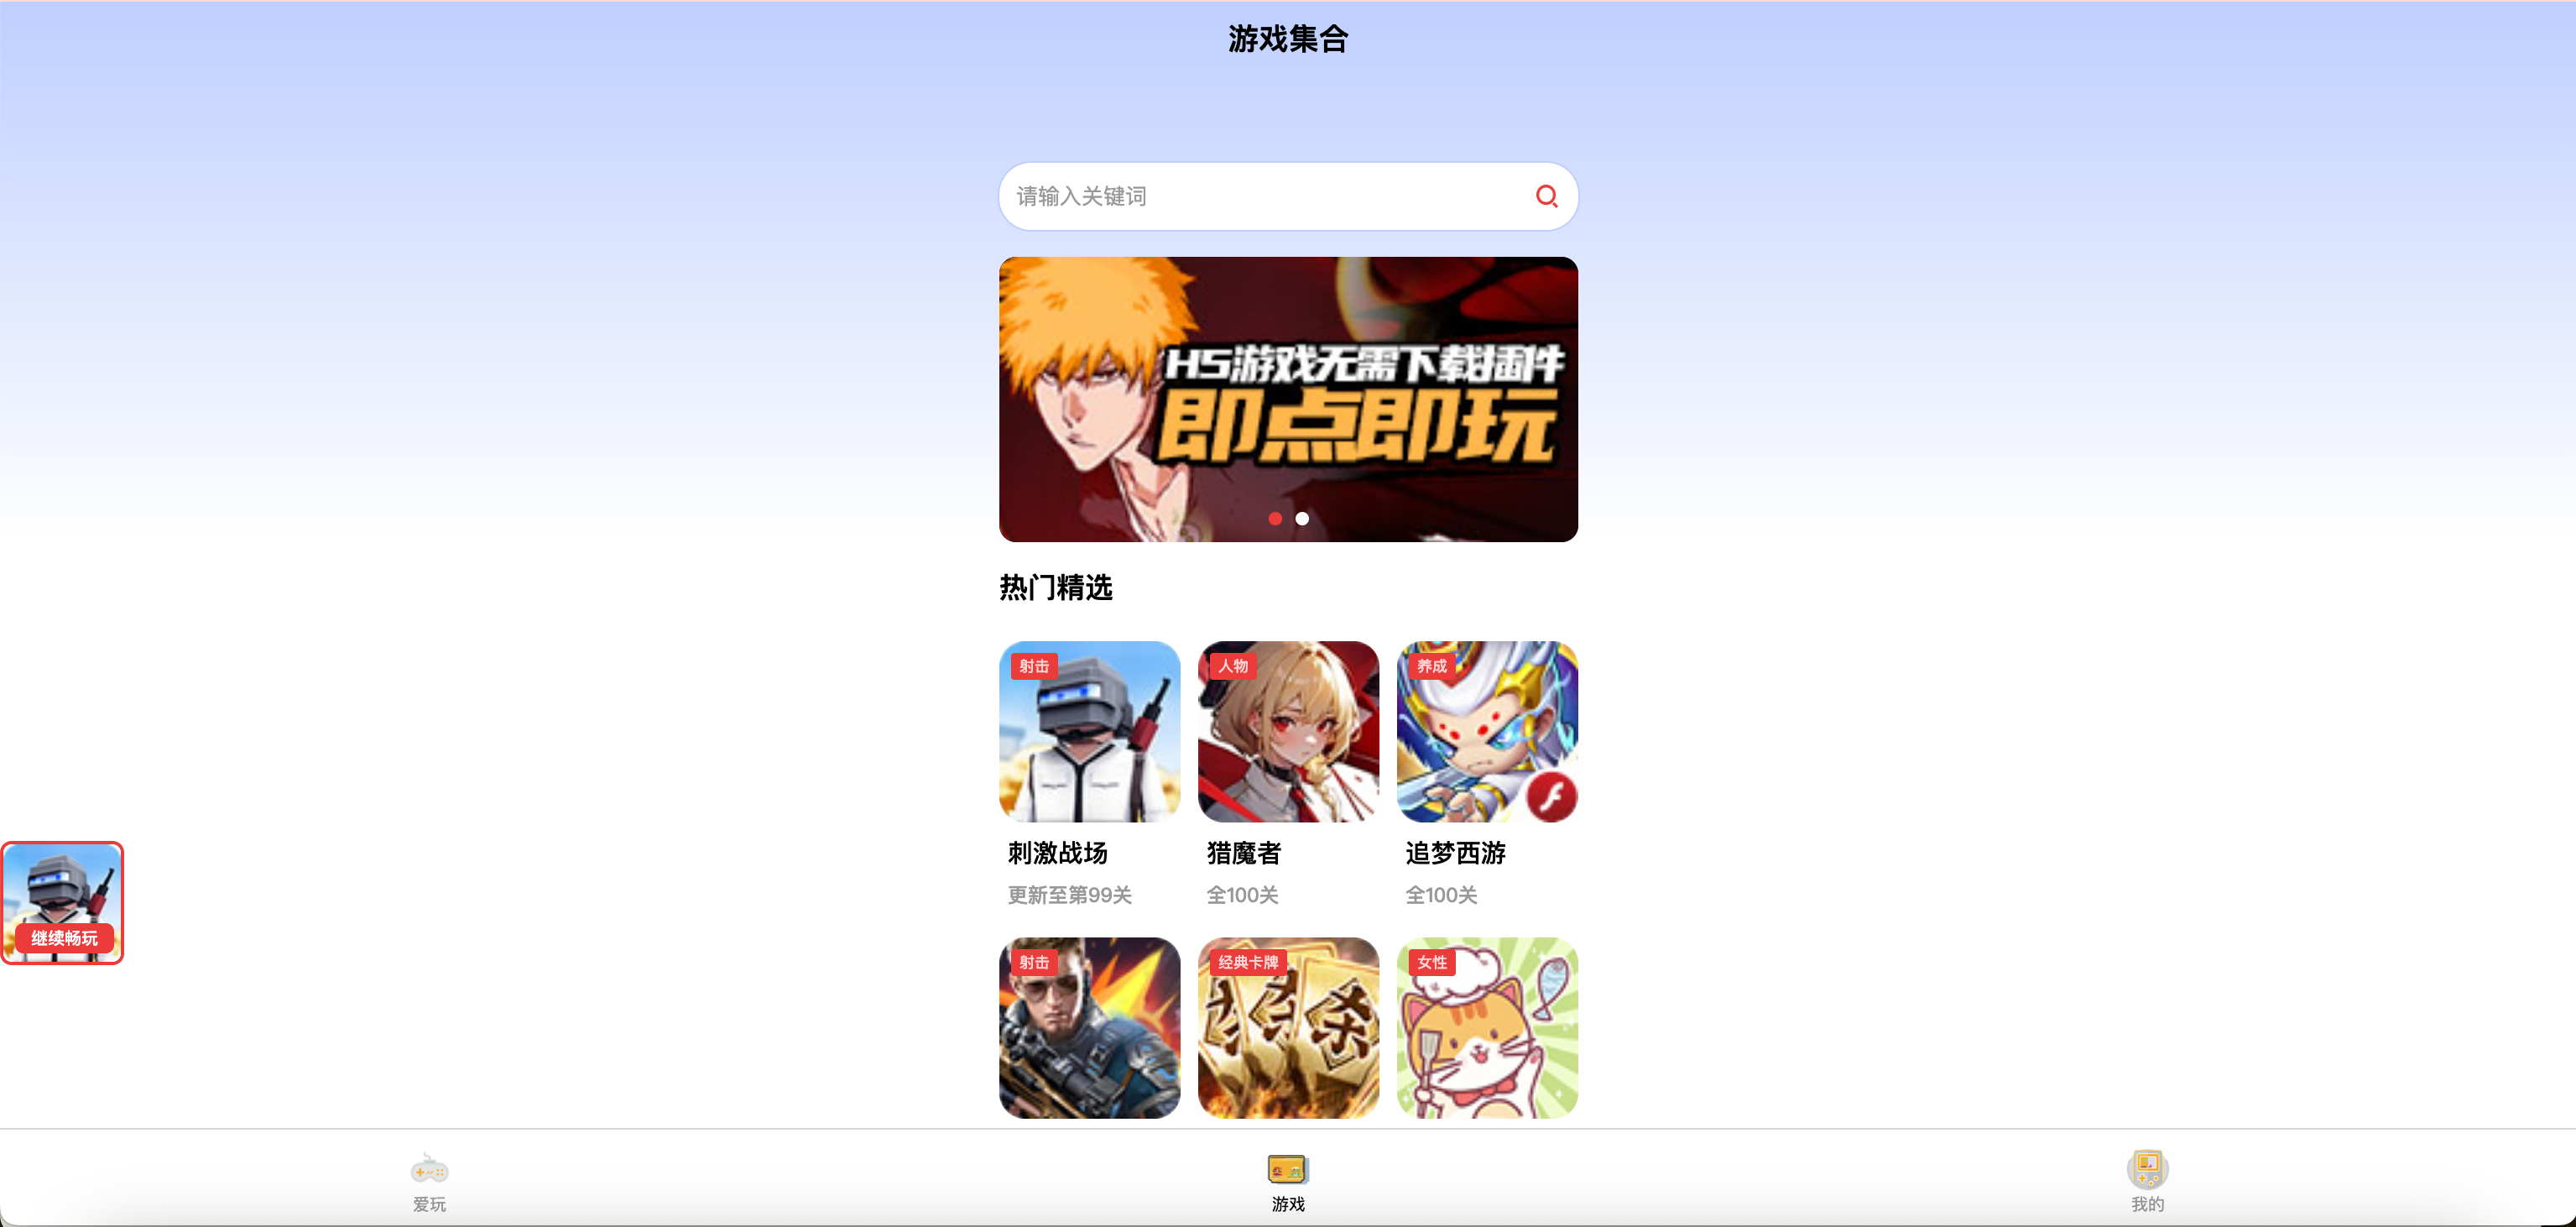 游戏集合
请输入关键词
H5游戏无需下载插件
即点即玩
热门精选
射击
人物
养成
刺激战场
猎魔者
追梦西游
更新至第99关
全100关
全100关
继续畅玩
射击
经典卡牌
女性
杀
爱玩
游戏
我的